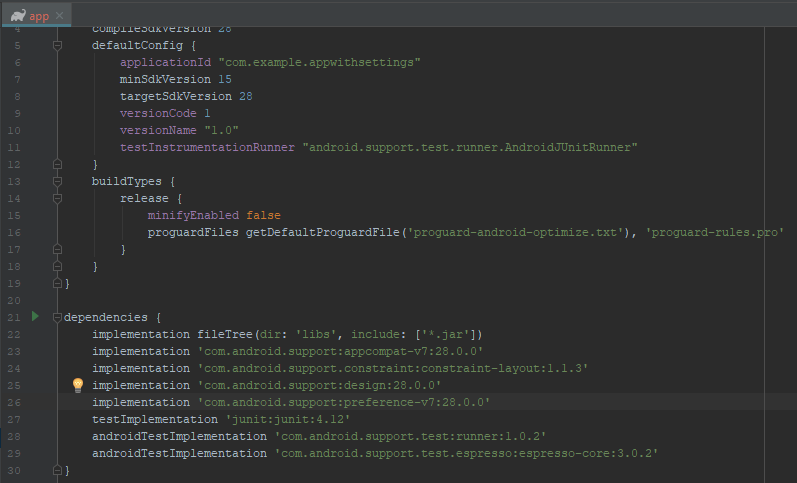 app
4 compileSdkVersion 28
5 defaultConfig {
6 applicationId "com.example.appwithsettings"
7 minSdkVersion 15
8 targetSdkVersion 28
9 versionCode 1
10 versionName "1.0"
11 testInstrumentationRunner "android.support.test.runner.AndroidJUnitRunner"
12 }
13 buildTypes {
14 release {
15 minifyEnabled false
16 proguardFiles getDefaultProguardFile('proguard-android-optimize.txt'), 'proguard-rules.pro'
17 }
18 }
19 }
20
21 dependencies {
22 implementation fileTree(dir: 'libs', include: ['*.jar'])
23 implementation 'com.android.support:appcompat-v7:28.0.0'
24 implementation 'com.android.support.constraint:constraint-layout:1.1.3'
25 implementation 'com.android.support:design:28.0.0'
26 implementation 'com.android.support:preference-v7:28.0.0'
27 testImplementation 'junit:junit:4.12'
28 androidTestImplementation 'com.android.support.test:runner:1.0.2'
29 androidTestImplementation 'com.android.support.test.espresso:espresso-core:3.0.2'
30 }